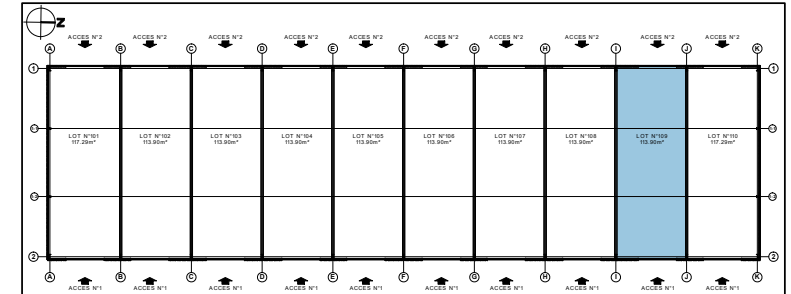 Z
ACCES N°2 ACCES N°2 ACCES N°2 ACCES N°2 ACCES N°2 ACCES N°2 ACCES N°2 ACCES N°2 ACCES N°2 ACCES N°2
A B C D E F G H I J K
1 1
LOT N°101 LOT N°102 LOT N°103 LOT N°104 LOT N°105 LOT N°106 LOT N°107 LOT N°108 LOT N°109 LOT N°110
117.29m² 113.90m² 113.90m² 113.90m² 113.90m² 113.90m² 113.90m² 113.90m² 113.90m² 117.29m²
2 2
A B C D E F G H I J K
ACCES N°1 ACCES N°1 ACCES N°1 ACCES N°1 ACCES N°1 ACCES N°1 ACCES N°1 ACCES N°1 ACCES N°1 ACCES N°1